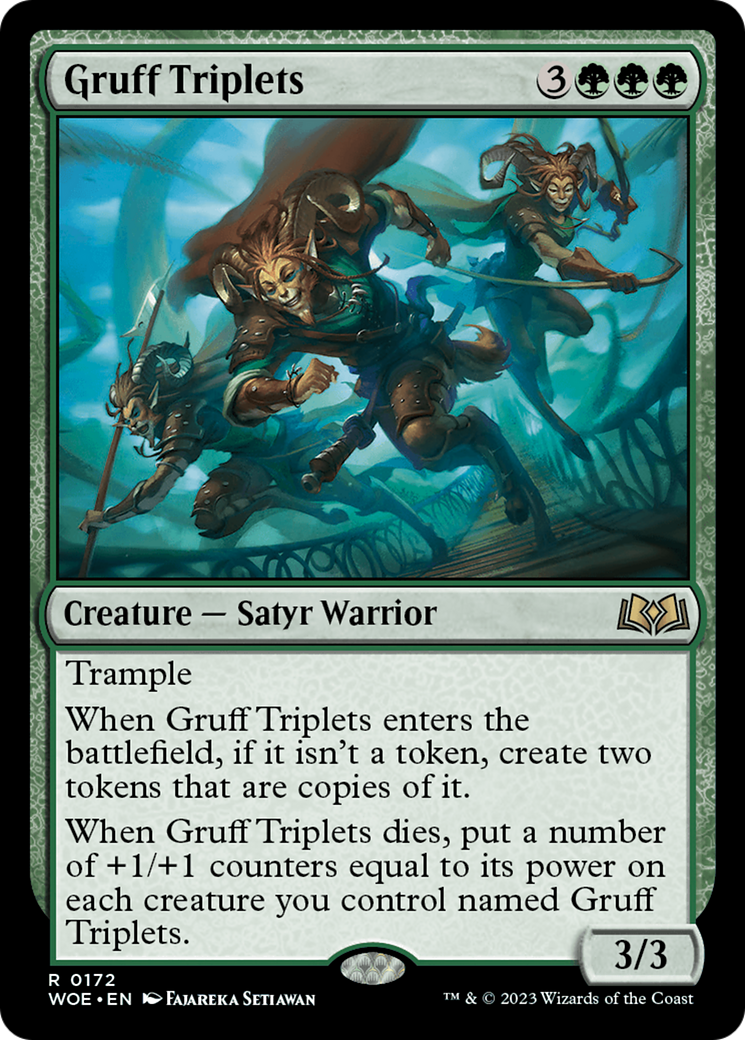 Gruff Triplets 3
Creature — Satyr Warrior
Trample
When Gruff Triplets enters the
battlefield, if it isn't a token, create two
tokens that are copies of it.
When Gruff Triplets dies, put a number
of +1/+1 counters equal to its power on
each creature you control named Gruff
Triplets.
3/3
R 0172
WOE • EN Fajareka Setiawan
™ & © 2023 Wizards of the Coast